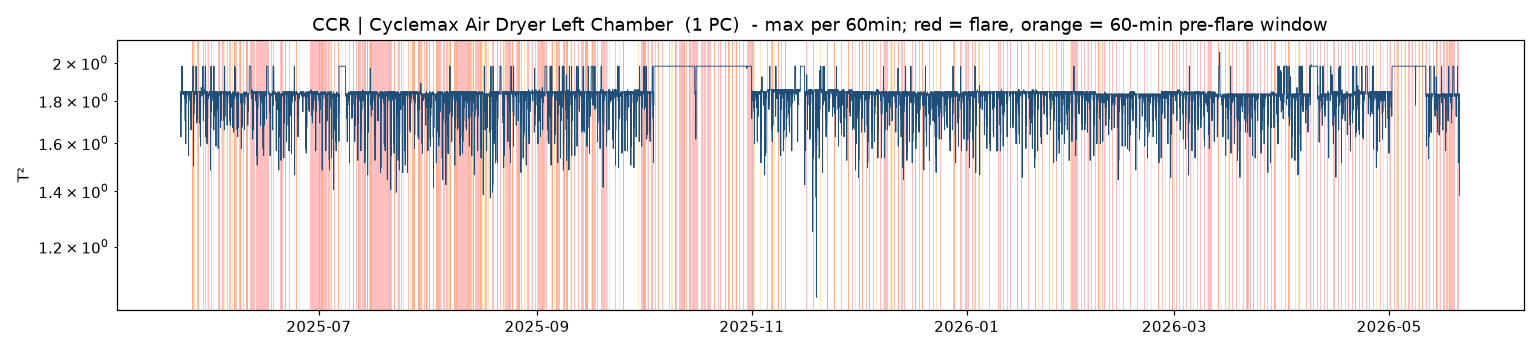 CCR | Cyclemax Air Dryer Left Chamber  (1 PC)  - max per 60min; red = flare, orange = 60-min pre-flare window
2 × 10⁰
1.8 × 10⁰
1.6 × 10⁰
1.4 × 10⁰
1.2 × 10⁰
T²
2025-07 2025-09 2025-11 2026-01 2026-03 2026-05